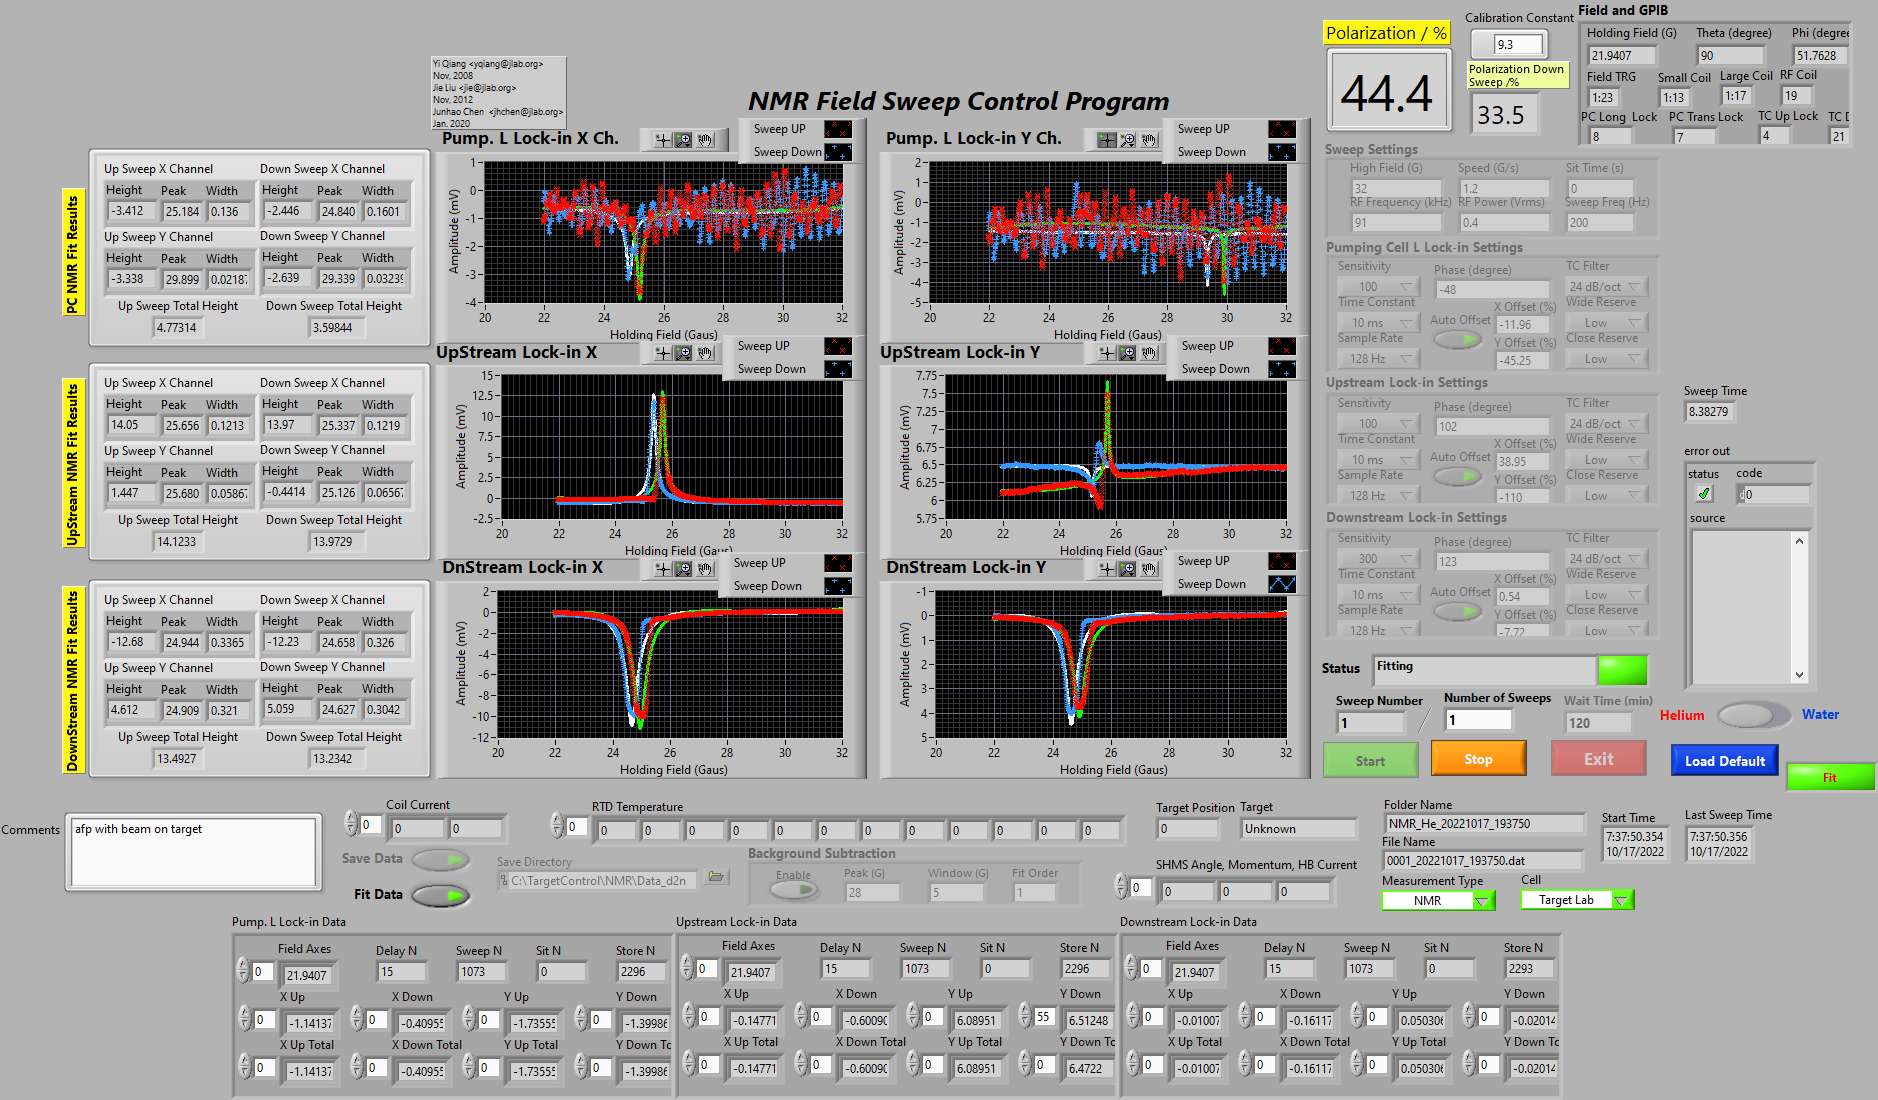 Yi Qiang <yqiang@jlab.org>
Nov, 2008
Jie Liu <jie@jlab.org>
Nov, 2012
Junhao Chen <jhchen@jlab.org>
Jan. 2020
NMR Field Sweep Control Program
Polarization / %
44.4
Calibration Constant
9.3
Polarization Down
Sweep /%
33.5
Field and GPIB
Holding Field (G) Theta (degree) Phi (degree
21.9407 90 51.7628
Field TRG Small Coil Large Coil RF Coil
1:23 1:13 1:17 19
PC Long Lock PC Trans Lock TC Up Lock TC D
8 7 4 21
PC NMR Fit Results
Up Sweep X Channel Down Sweep X Channel
Height Peak Width Height Peak Width
-3.412 25.184 0.136 -2.446 24.840 0.1601
Up Sweep Y Channel Down Sweep Y Channel
Height Peak Width Height Peak Width
-3.338 29.899 0.02187 -2.639 29.339 0.03239
Up Sweep Total Height Down Sweep Total Height
4.77314 3.59844
Pump. L Lock-in X Ch.
Sweep UP
Sweep Down
Amplitude (mV)
1
0
-1
-2
-3
-4
20 22 24 26 28 30 32
Holding Field (Gaus)
Pump. L Lock-in Y Ch.
Sweep UP
Sweep Down
Amplitude (mV)
2
1
0
-1
-2
-3
-4
-5
20 22 24 26 28 30 32
Holding Field (Gaus)
UpStream NMR Fit Results
Up Sweep X Channel Down Sweep X Channel
Height Peak Width Height Peak Width
14.05 25.656 0.1213 13.97 25.337 0.1219
Up Sweep Y Channel Down Sweep Y Channel
Height Peak Width Height Peak Width
1.447 25.680 0.05867 -0.4414 25.126 0.06567
Up Sweep Total Height Down Sweep Total Height
14.1233 13.9729
UpStream Lock-in X
Sweep UP
Sweep Down
Amplitude (mV)
15
12.5
10
7.5
5
2.5
0
-2.5
20 22 24 26 28 30 32
Holding Field (Gaus)
UpStream Lock-in Y
Sweep UP
Sweep Down
Amplitude (mV)
7.75
7.5
7.25
7
6.75
6.5
6.25
6
5.75
20 22 24 26 28 30 32
Holding Field (Gaus)
DownStream NMR Fit Results
Up Sweep X Channel Down Sweep X Channel
Height Peak Width Height Peak Width
-12.68 24.944 0.3365 -12.23 24.658 0.326
Up Sweep Y Channel Down Sweep Y Channel
Height Peak Width Height Peak Width
4.612 24.909 0.321 5.059 24.627 0.3042
Up Sweep Total Height Down Sweep Total Height
13.4927 13.2342
DnStream Lock-in X
Sweep UP
Sweep Down
Amplitude (mV)
2
0
-2
-4
-6
-8
-10
-12
20 22 24 26 28 30 32
Holding Field (Gaus)
DnStream Lock-in Y
Sweep UP
Sweep Down
Amplitude (mV)
-1
0
1
2
3
4
5
20 22 24 26 28 30 32
Holding Field (Gaus)
Sweep Settings
High Field (G) Speed (G/s) Sit Time (s)
32 1.2 0
RF Frequency (kHz) RF Power (Vrms) Sweep Freq (Hz)
91 0.4 200
Pumping Cell L Lock-in Settings
Sensitivity Phase (degree) TC Filter
100 -48 24 dB/oct
Time Constant X Offset (%) Wide Reserve
10 ms Auto Offset -11.96 Low
Sample Rate Y Offset (%) Close Reserve
128 Hz -45.25 Low
Upstream Lock-in Settings
Sensitivity Phase (degree) TC Filter
100 102 24 dB/oct
Time Constant X Offset (%) Wide Reserve
10 ms Auto Offset 38.95 Low
Sample Rate Y Offset (%) Close Reserve
128 Hz -110 Low
Downstream Lock-in Settings
Sensitivity Phase (degree) TC Filter
300 123 24 dB/oct
Time Constant X Offset (%) Wide Reserve
10 ms Auto Offset 0.54 Low
Sample Rate Y Offset (%) Close Reserve
128 Hz -7.72 Low
Sweep Time
8.38279
error out
status code
0
source
Status Fitting
Sweep Number Number of Sweeps Wait Time (min)
1 / 1 120
Helium Water
Start Stop Exit Load Default
Fit
Comments
afp with beam on target
Coil Current
0 0 0
Save Data
Fit Data
RTD Temperature
0 0 0 0 0 0 0 0 0 0 0 0 0
Save Directory
C:\TargetControl\NMR\Data_d2n
Background Subtraction
Enable Peak (G) Window (G) Fit Order
28 5 1
Target Position Target
0 Unknown
SHMS Angle, Momentum, HB Current
0 0 0 0
Folder Name
NMR_He_20221017_193750
File Name
0001_20221017_193750.dat
Measurement Type Cell
NMR Target Lab
Start Time Last Sweep Time
7:37:50.354 7:37:50.356
10/17/2022 10/17/2022
Pump. L Lock-in Data
Field Axes Delay N Sweep N Sit N Store N
0 21.9407 15 1073 0 2296
X Up X Down Y Up Y Down
0 -1.14137 0 -0.40955 0 -1.73555 0 -1.39986
X Up Total X Down Total Y Up Total Y Down To
0 -1.14137 0 -0.40955 0 -1.73555 0 -1.39986
Upstream Lock-in Data
Field Axes Delay N Sweep N Sit N Store N
0 21.9407 15 1073 0 2296
X Up X Down Y Up Y Down
0 -0.14771 0 -0.60090 0 6.08951 55 6.51248
X Up Total X Down Total Y Up Total Y Down To
0 -0.14771 0 -0.60090 0 6.08951 0 6.4722
Downstream Lock-in Data
Field Axes Delay N Sweep N Sit N Store N
0 21.9407 15 1073 0 2293
X Up X Down Y Up Y Down
0 -0.01007 0 -0.16117 0 0.050306 0 -0.02014
X Up Total X Down Total Y Up Total Y Down To
0 -0.01007 0 -0.16117 0 0.050306 0 -0.02014